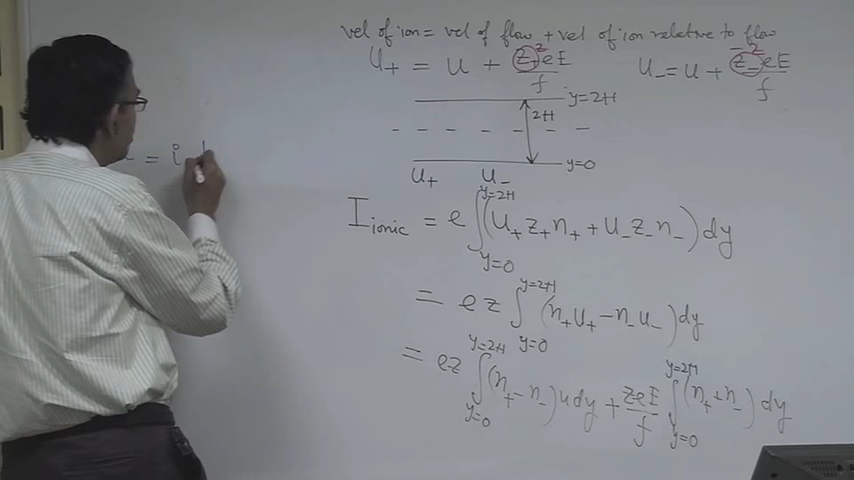 vel of ion = vel of flow + vel of ion relative to flow
u₊ = u + z₊eE/f
z
u₋ = u + z₋eE/f
-z
y=2H
2H
y=0
u₊ u₋
I_ionic = e ∫_{y=0}^{y=2H} (u₊z₊n₊ + u₋z₋n₋) dy
= i
= ez ∫_{y=0}^{y=2H} (n₊u₊ - n₋u₋) dy
= ez ∫_{y=0}^{y=2H} (n₊ - n₋) u dy + zeE/f ∫_{y=0}^{y=2H} (n₊ + n₋) dy